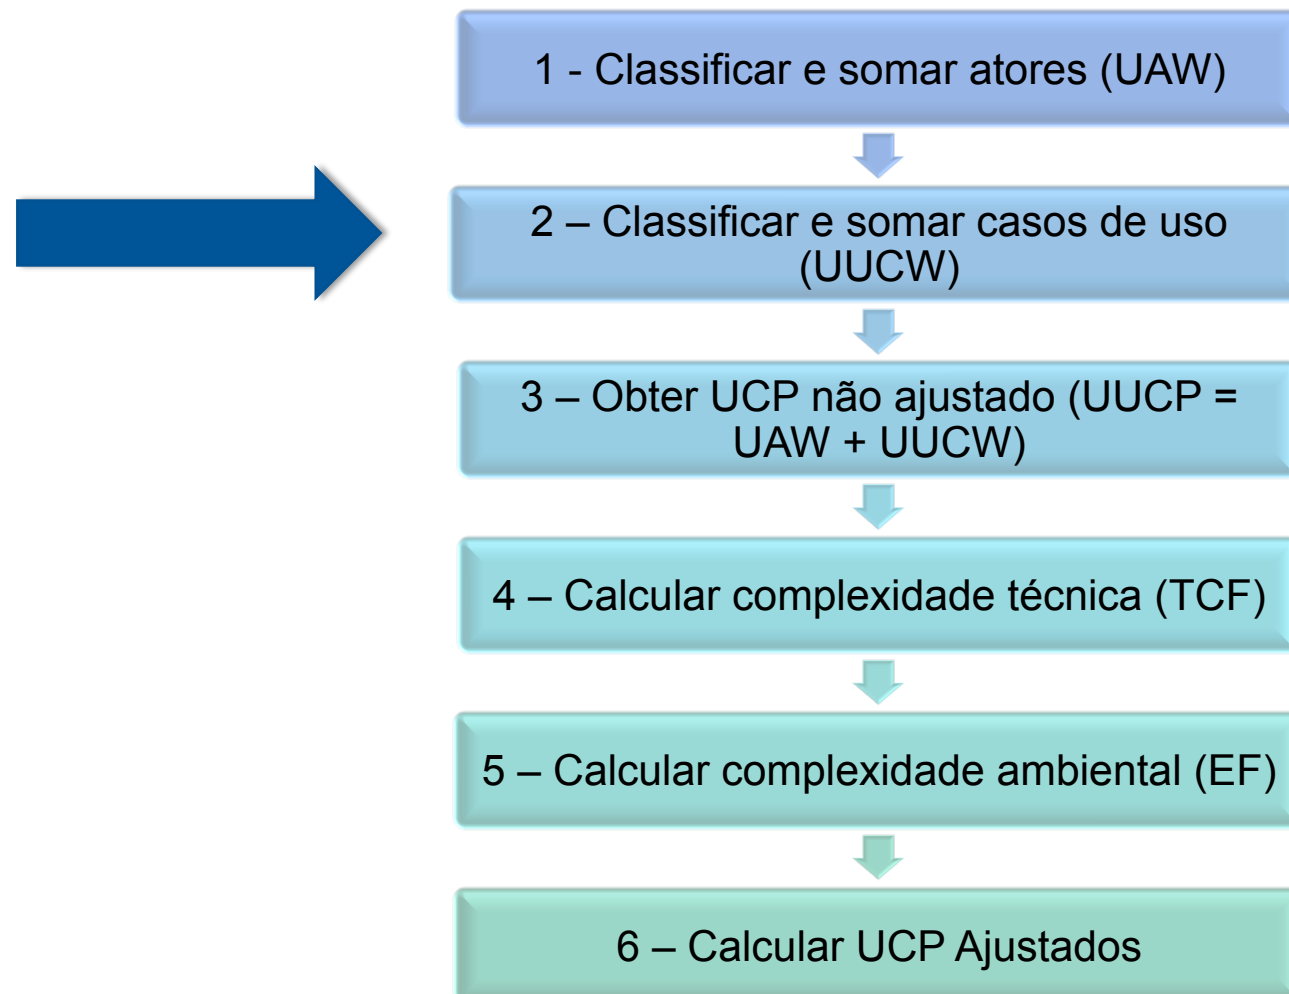 1 - Classificar e somar atores (UAW)
2 – Classificar e somar casos de uso
(UUCW)
3 – Obter UCP não ajustado (UUCP =
UAW + UUCW)
4 – Calcular complexidade técnica (TCF)
5 – Calcular complexidade ambiental (EF)
6 – Calcular UCP Ajustados